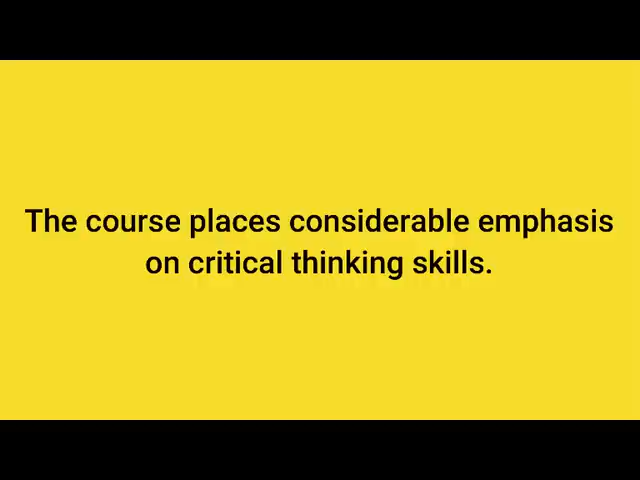 The course places considerable emphasis
on critical thinking skills.